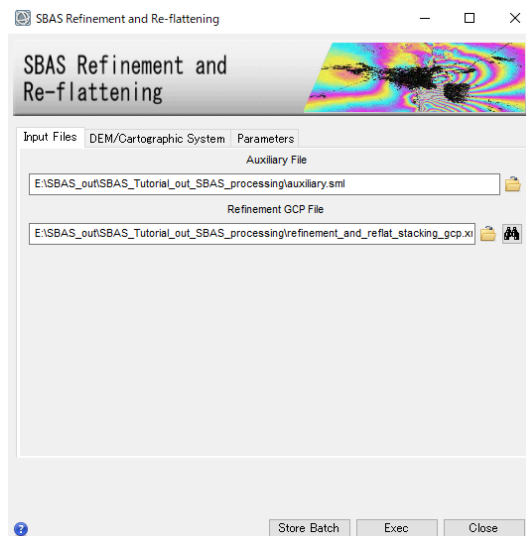 SBAS Refinement and Re-flattening
SBAS Refinement and
Re-flattening
Input Files DEM/Cartographic System Parameters
Auxiliary File
E:\SBAS_out\SBAS_Tutorial_out_SBAS_processing\auxiliary.sml
Refinement GCP File
E:\SBAS_out\SBAS_Tutorial_out_SBAS_processing\refinement_and_reflat_stacking_gcp.x
Store Batch Exec Close